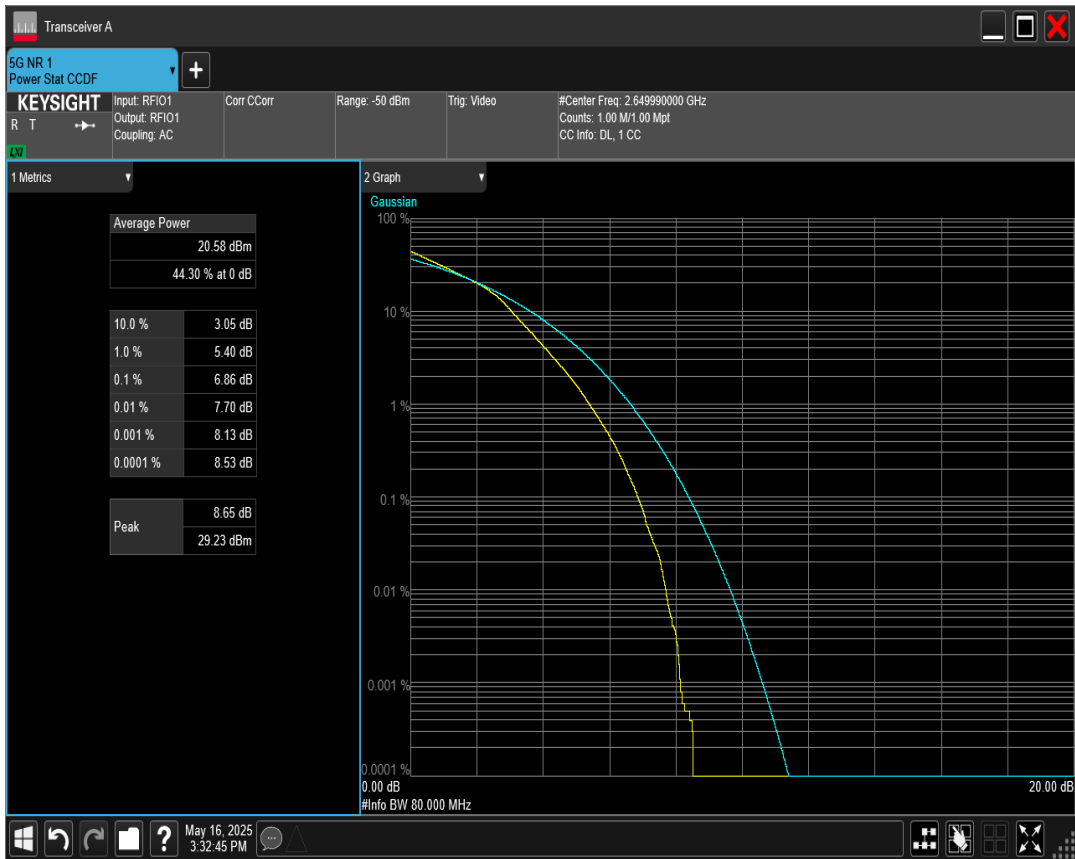 Transceiver A
5G NR 1
Power Stat CCDF
+
KEYSIGHT
R T
LXI
Input: RFIO1
Output: RFIO1
Coupling: AC
Corr CCorr
Range: -50 dBm
Trig: Video
#Center Freq: 2.649990000 GHz
Counts: 1.00 M/1.00 Mpt
CC Info: DL, 1 CC
1 Metrics
Average Power
20.58 dBm
44.30 % at 0 dB
10.0 % 3.05 dB
1.0 % 5.40 dB
0.1 % 6.86 dB
0.01 % 7.70 dB
0.001 % 8.13 dB
0.0001 % 8.53 dB
Peak 8.65 dB
29.23 dBm
2 Graph
Gaussian
100 %
10 %
1 %
0.1 %
0.01 %
0.001 %
0.0001 %
0.00 dB 20.00 dB
#Info BW 80.000 MHz
?
May 16, 2025
3:32:45 PM